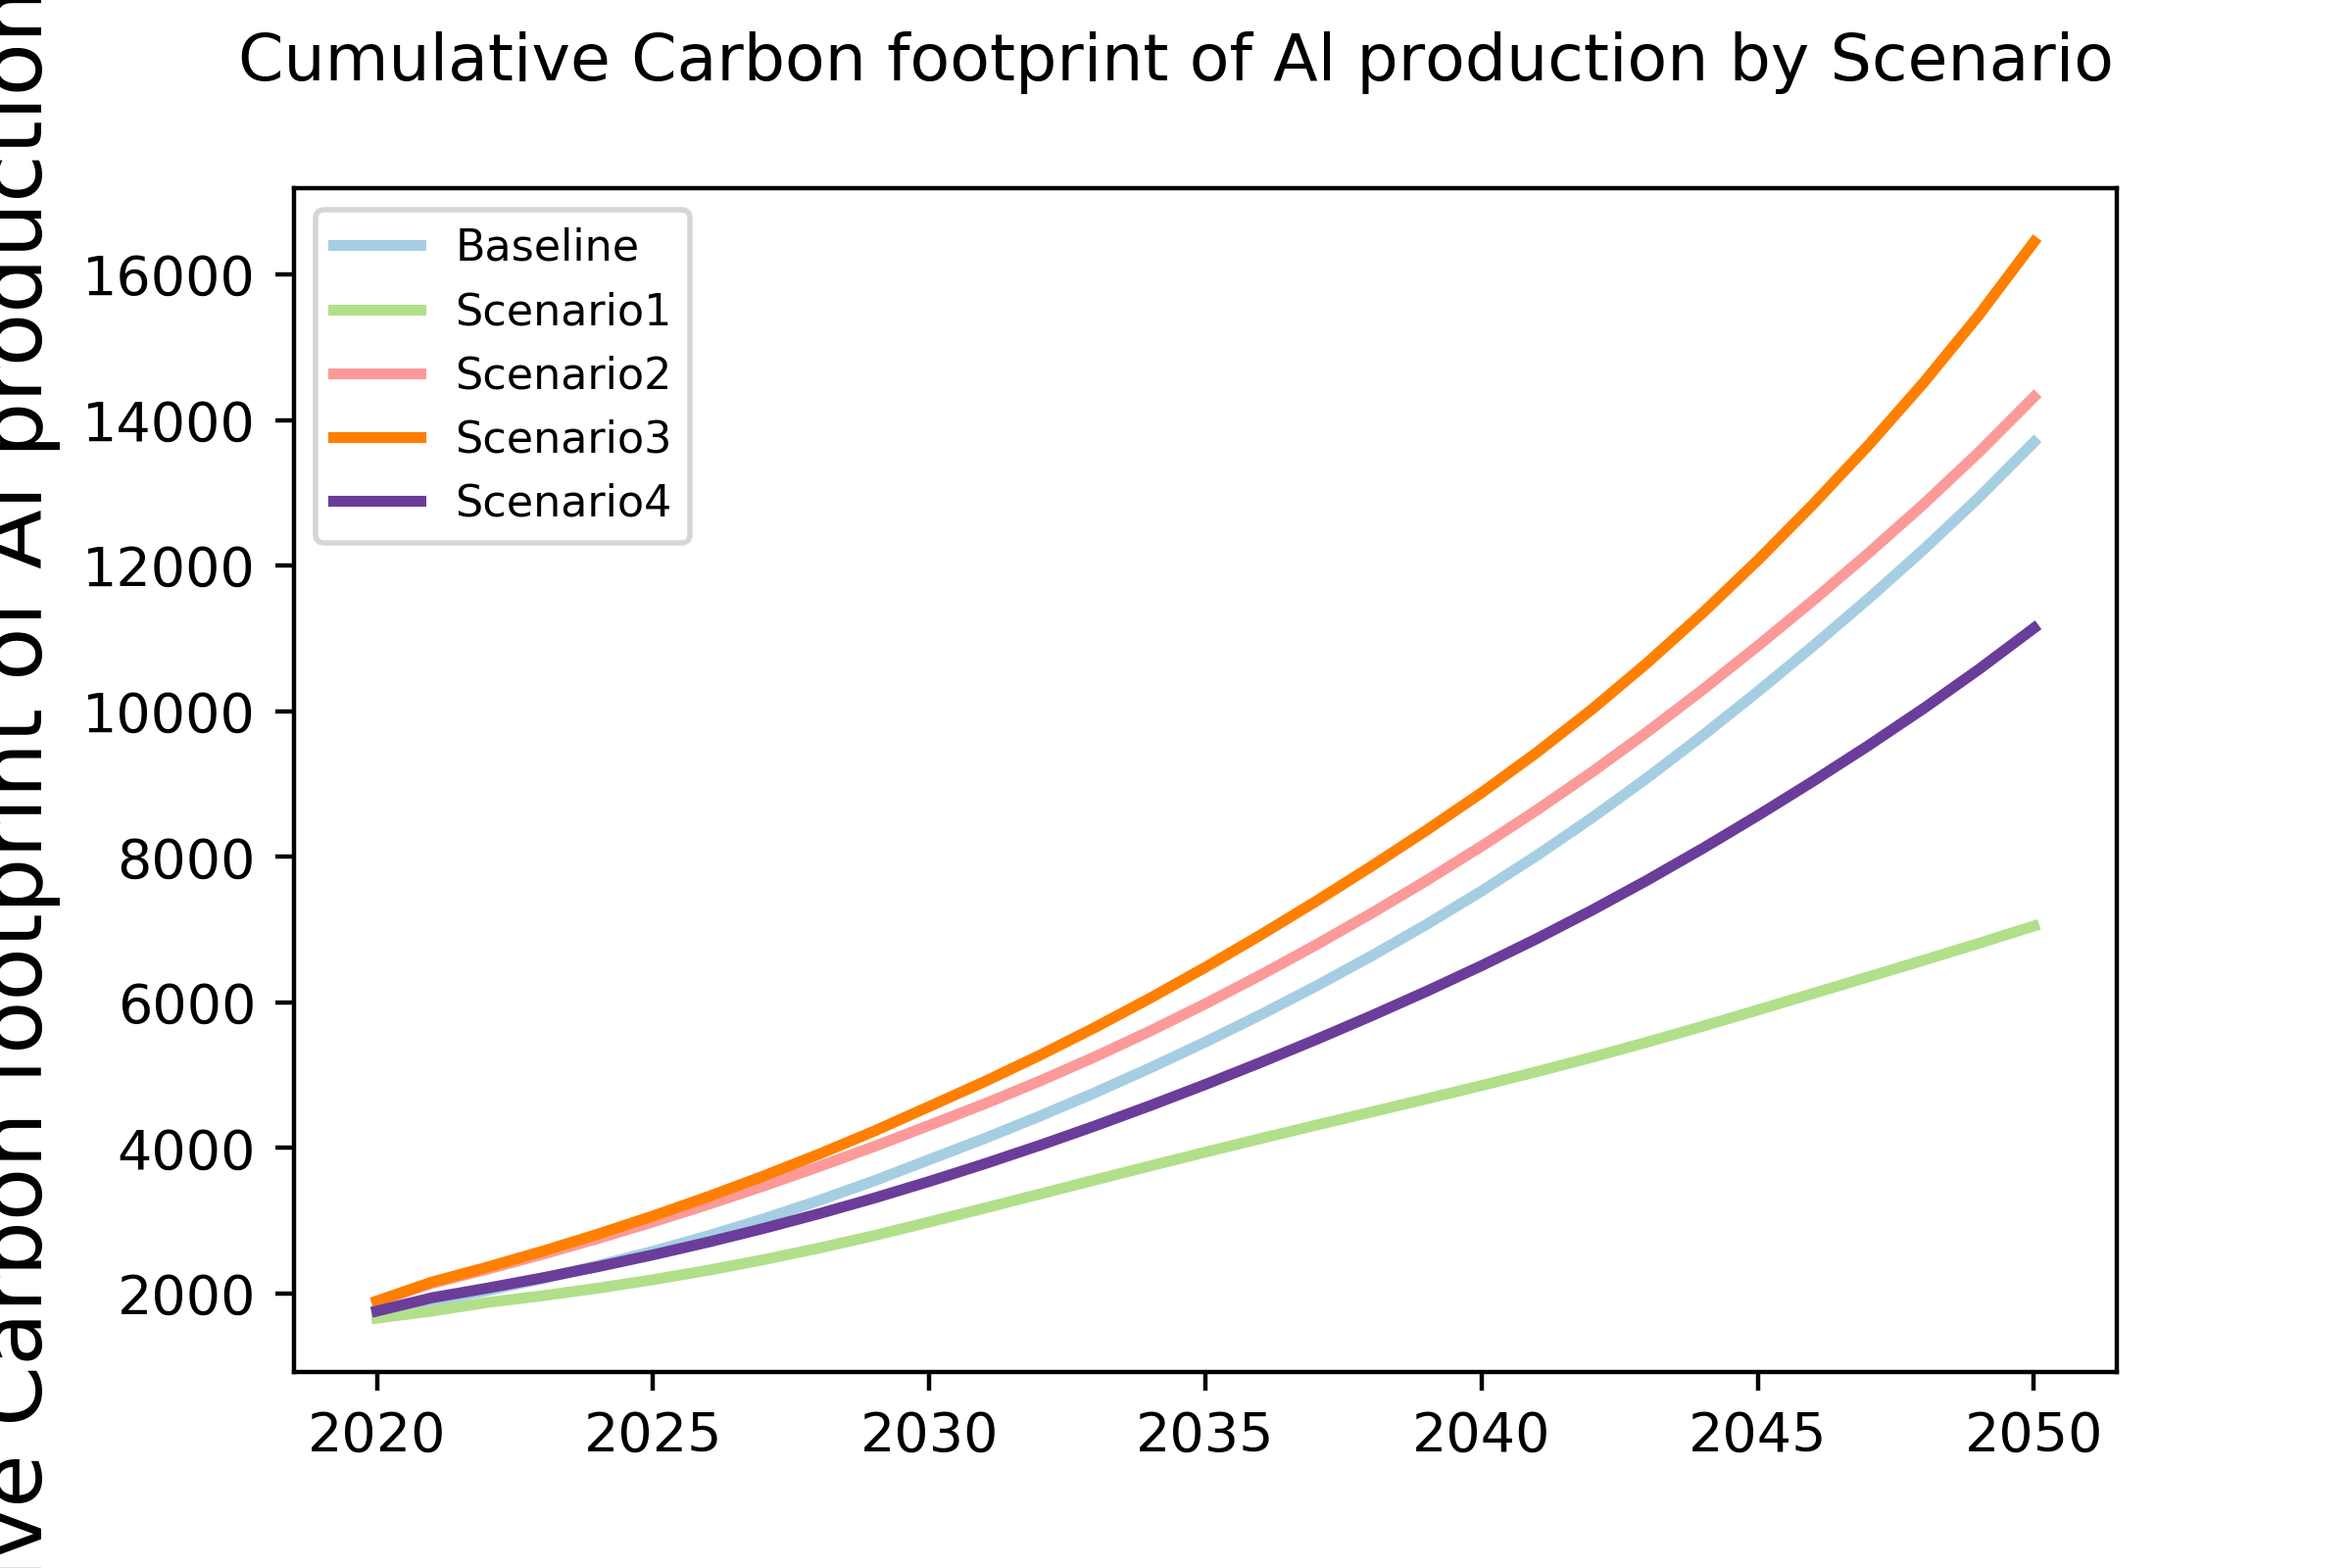 Cumulative Carbon footprint of Al production by Scenario
Carbon footprint of Al production
16000
14000
12000
10000
8000
6000
4000
2000
Baseline
Scenario1
Scenario2
Scenario3
Scenario4
2020
2025
2030
2035
2040
2045
2050